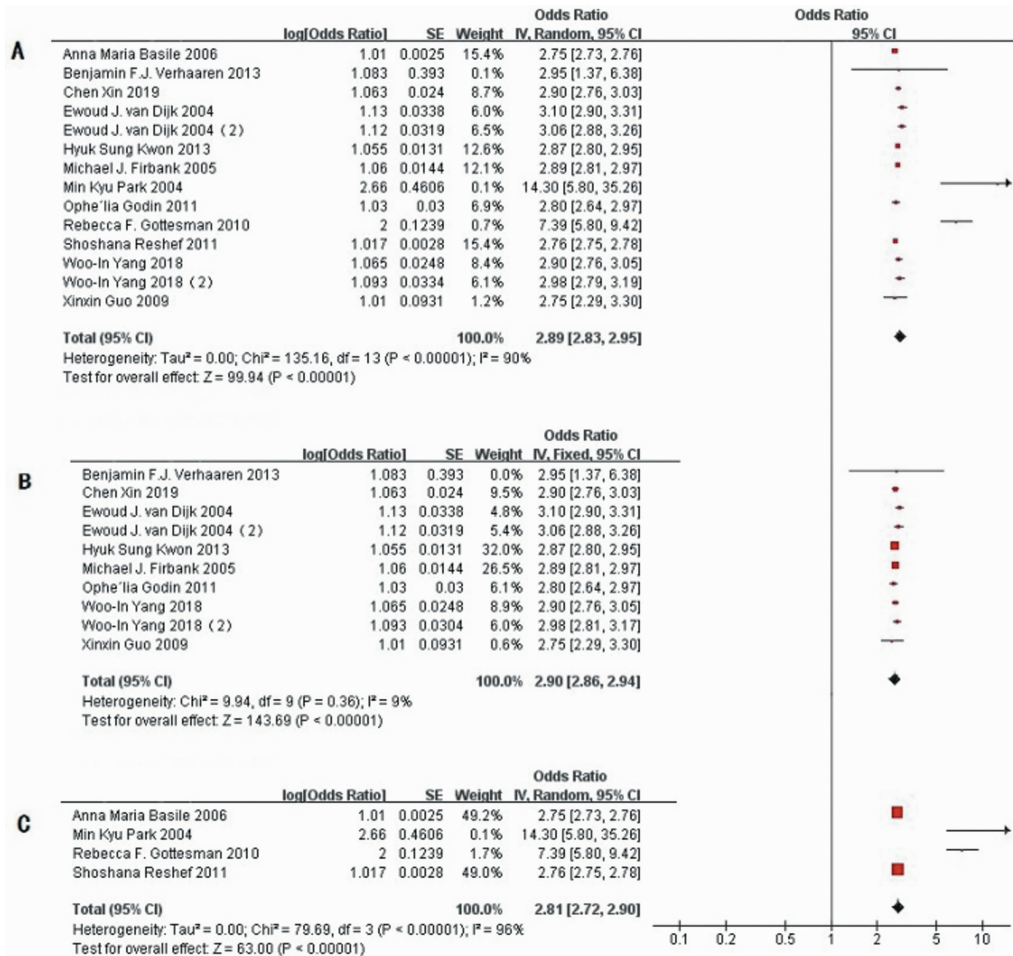 Odds Ratio Odds Ratio
log[Odds Ratio] SE Weight IV, Random, 95% CI 95% CI
A
Anna Maria Basile 2006 1.01 0.0025 15.4% 2.75 [2.73, 2.76]
Benjamin F.J. Verhaaren 2013 1.083 0.393 0.1% 2.95 [1.37, 6.38]
Chen Xin 2019 1.063 0.024 8.7% 2.90 [2.76, 3.03]
Ewoud J. van Dijk 2004 1.13 0.0338 6.0% 3.10 [2.90, 3.31]
Ewoud J. van Dijk 2004 (2) 1.12 0.0319 6.5% 3.06 [2.88, 3.26]
Hyuk Sung Kwon 2013 1.055 0.0131 12.6% 2.87 [2.80, 2.95]
Michael J. Firbank 2005 1.06 0.0144 12.1% 2.89 [2.81, 2.97]
Min Kyu Park 2004 2.66 0.4606 0.1% 14.30 [5.80, 35.26]
Ophe´lia Godin 2011 1.03 0.03 6.9% 2.80 [2.64, 2.97]
Rebecca F. Gottesman 2010 2 0.1239 0.7% 7.39 [5.80, 9.42]
Shoshana Reshef 2011 1.017 0.0028 15.4% 2.76 [2.75, 2.78]
Woo-In Yang 2018 1.065 0.0248 8.4% 2.90 [2.76, 3.05]
Woo-In Yang 2018 (2) 1.093 0.0334 6.1% 2.98 [2.79, 3.19]
Xinxin Guo 2009 1.01 0.0931 1.2% 2.75 [2.29, 3.30]
Total (95% CI) 100.0% 2.89 [2.83, 2.95]
Heterogeneity: Tau² = 0.00; Chi² = 135.16, df = 13 (P < 0.00001); I² = 90%
Test for overall effect: Z = 99.94 (P < 0.00001)
Odds Ratio
log[Odds Ratio] SE Weight IV, Fixed, 95% CI
B
Benjamin F.J. Verhaaren 2013 1.083 0.393 0.0% 2.95 [1.37, 6.38]
Chen Xin 2019 1.063 0.024 9.5% 2.90 [2.76, 3.03]
Ewoud J. van Dijk 2004 1.13 0.0338 4.8% 3.10 [2.90, 3.31]
Ewoud J. van Dijk 2004 (2) 1.12 0.0319 5.4% 3.06 [2.88, 3.26]
Hyuk Sung Kwon 2013 1.055 0.0131 32.0% 2.87 [2.80, 2.95]
Michael J. Firbank 2005 1.06 0.0144 26.5% 2.89 [2.81, 2.97]
Ophe´lia Godin 2011 1.03 0.03 6.1% 2.80 [2.64, 2.97]
Woo-In Yang 2018 1.065 0.0248 8.9% 2.90 [2.76, 3.05]
Woo-In Yang 2018 (2) 1.093 0.0304 6.0% 2.98 [2.81, 3.17]
Xinxin Guo 2009 1.01 0.0931 0.6% 2.75 [2.29, 3.30]
Total (95% CI) 100.0% 2.90 [2.86, 2.94]
Heterogeneity: Chi² = 9.94, df = 9 (P = 0.36); I² = 9%
Test for overall effect: Z = 143.69 (P < 0.00001)
Odds Ratio
log[Odds Ratio] SE Weight IV, Random, 95% CI
C
Anna Maria Basile 2006 1.01 0.0025 49.2% 2.75 [2.73, 2.76]
Min Kyu Park 2004 2.66 0.4606 0.1% 14.30 [5.80, 35.26]
Rebecca F. Gottesman 2010 2 0.1239 1.7% 7.39 [5.80, 9.42]
Shoshana Reshef 2011 1.017 0.0028 49.0% 2.76 [2.75, 2.78]
Total (95% CI) 100.0% 2.81 [2.72, 2.90]
Heterogeneity: Tau² = 0.00; Chi² = 79.69, df = 3 (P < 0.00001); I² = 96%
Test for overall effect: Z = 63.00 (P < 0.00001)
0.1 0.2 0.5 1 2 5 10